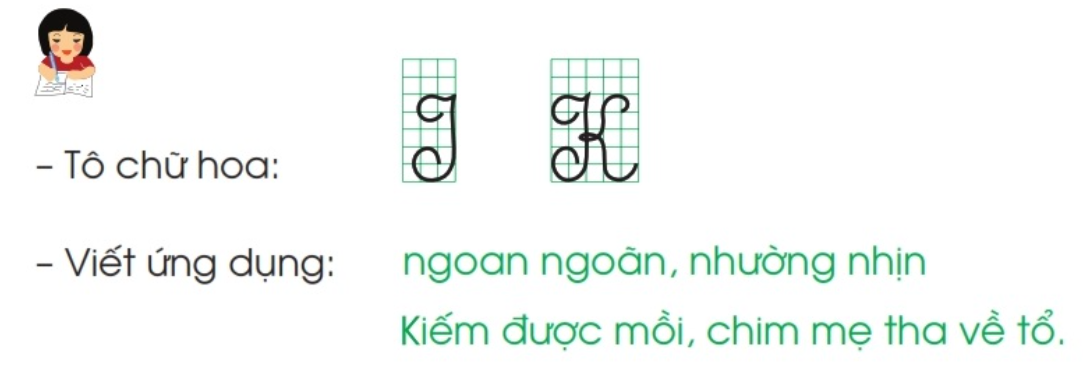 – Tô chữ hoa: I K
– Viết ứng dụng: ngoan ngoãn, nhường nhịn
Kiếm được mồi, chim mẹ tha về tổ.